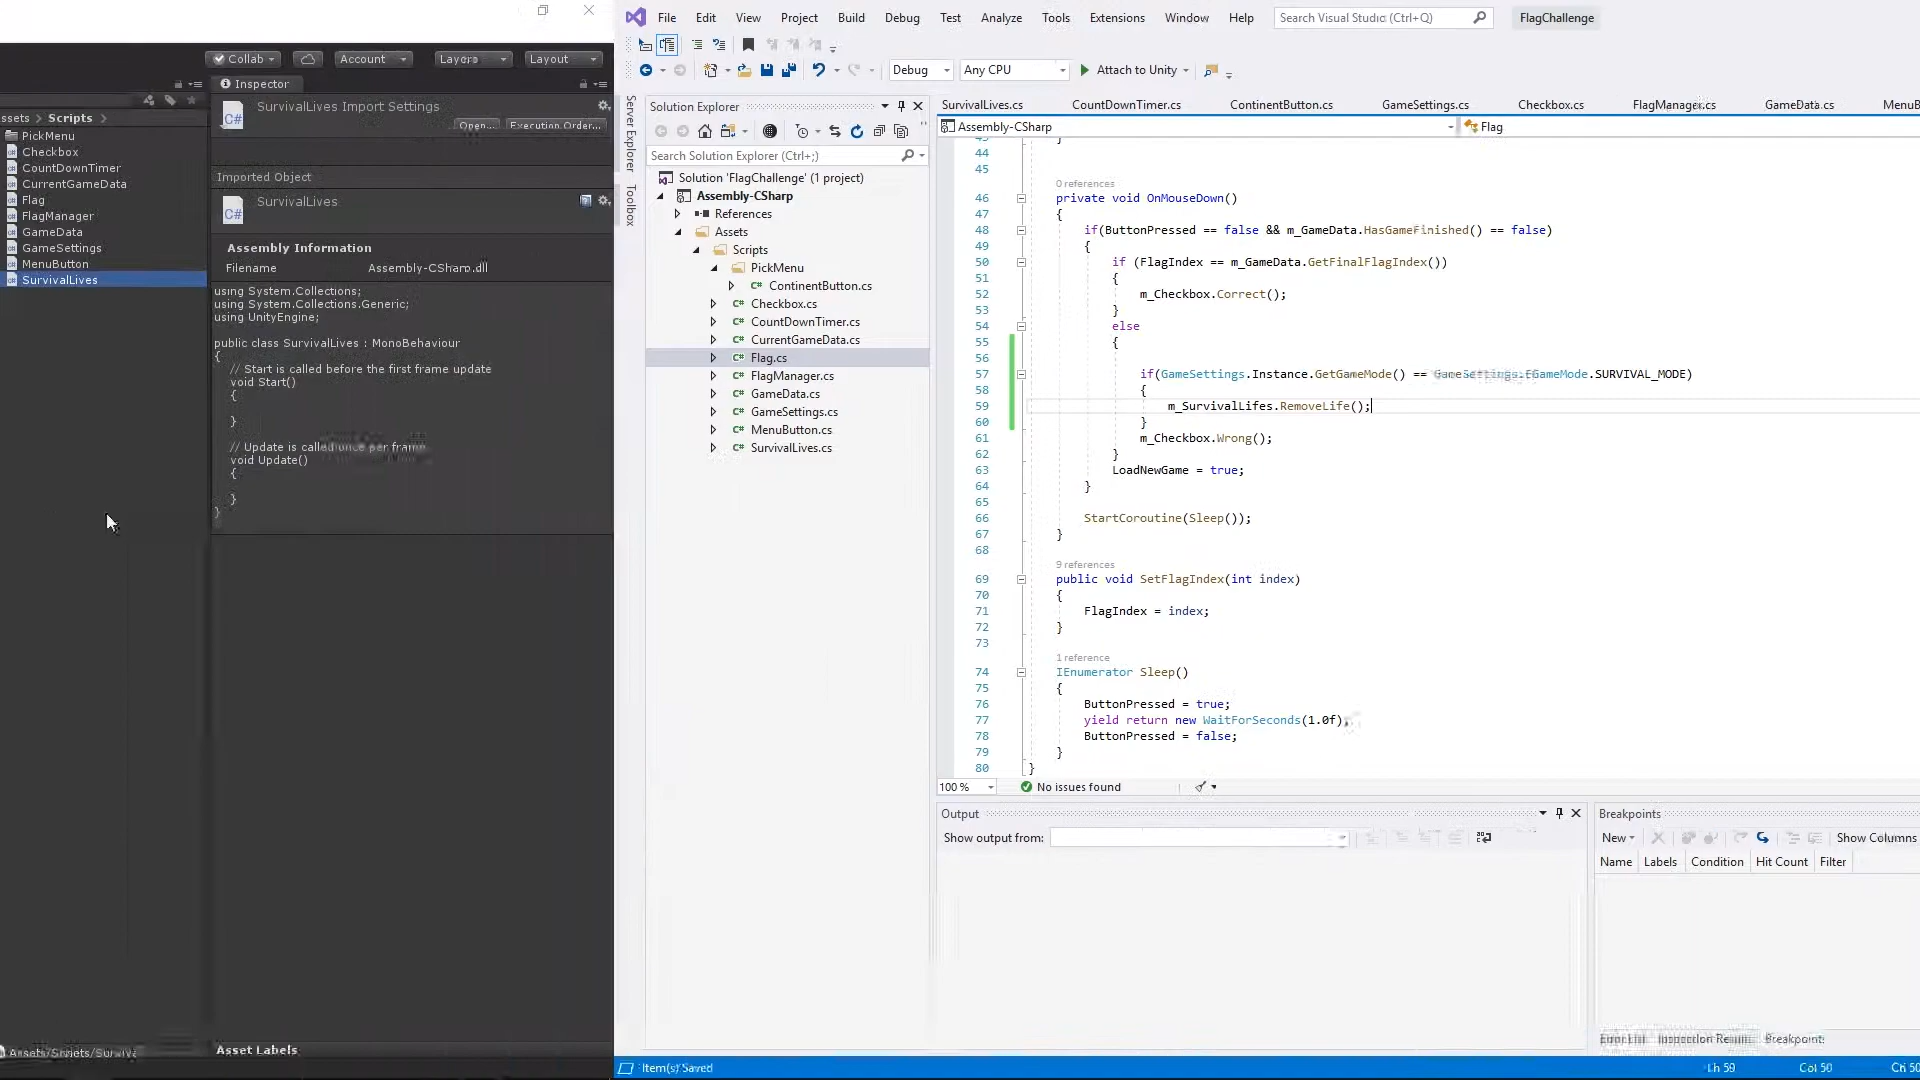 File Edit View Project Build Debug Test Analyze Tools Extensions Window Help Search Visual Studio (Ctrl+Q) FlagChallenge
Collab Account Layers Layout
Debug Any CPU Attach to Unity
Inspector
SurvivalLives Import Settings
Open... Execution Order...
Imported Object
SurvivalLives
Assembly Information
Filename Assembly-CSharp.dll
using System.Collections;
using System.Collections.Generic;
using UnityEngine;
public class SurvivalLives : MonoBehaviour
{
// Start is called before the first frame update
void Start()
{
}
// Update is called once per frame
void Update()
{
}
}
Asset Labels
ssets Scripts
PickMenu
Checkbox
CountDownTimer
CurrentGameData
Flag
FlagManager
GameData
GameSettings
MenuButton
SurvivalLives
Server Explorer
Toolbox
Solution Explorer
Search Solution Explorer (Ctrl+;)
Solution 'FlagChallenge' (1 project)
Assembly-CSharp
References
Assets
Scripts
PickMenu
C# ContinentButton.cs
C# Checkbox.cs
C# CountDownTimer.cs
C# CurrentGameData.cs
C# Flag.cs
C# FlagManager.cs
C# GameData.cs
C# GameSettings.cs
C# MenuButton.cs
C# SurvivalLives.cs
SurvivalLives.cs CountDownTimer.cs ContinentButton.cs GameSettings.cs Checkbox.cs FlagManager.cs GameData.cs MenuB
Assembly-CSharp Flag
44
45
0 references
46 private void OnMouseDown()
47 {
48 if(ButtonPressed == false && m_GameData.HasGameFinished() == false)
49 {
50 if (FlagIndex == m_GameData.GetFinalFlagIndex())
51 {
52 m_Checkbox.Correct();
53 }
54 else
55 {
56
57 if(GameSettings.Instance.GetGameMode() == GameSettings.EGameMode.SURVIVAL_MODE)
58 {
59 m_SurvivalLifes.RemoveLife();
60 }
61 m_Checkbox.Wrong();
62 }
63 LoadNewGame = true;
64 }
65
66 StartCoroutine(Sleep());
67 }
68
9 references
69 public void SetFlagIndex(int index)
70 {
71 FlagIndex = index;
72 }
73
1 reference
74 IEnumerator Sleep()
75 {
76 ButtonPressed = true;
77 yield return new WaitForSeconds(1.0f);
78 ButtonPressed = false;
79 }
80 }
100 % No issues found
Output
Show output from:
Breakpoints
New Show Columns
Name Labels Condition Hit Count Filter
Item(s) Saved Ln 59 Col 50